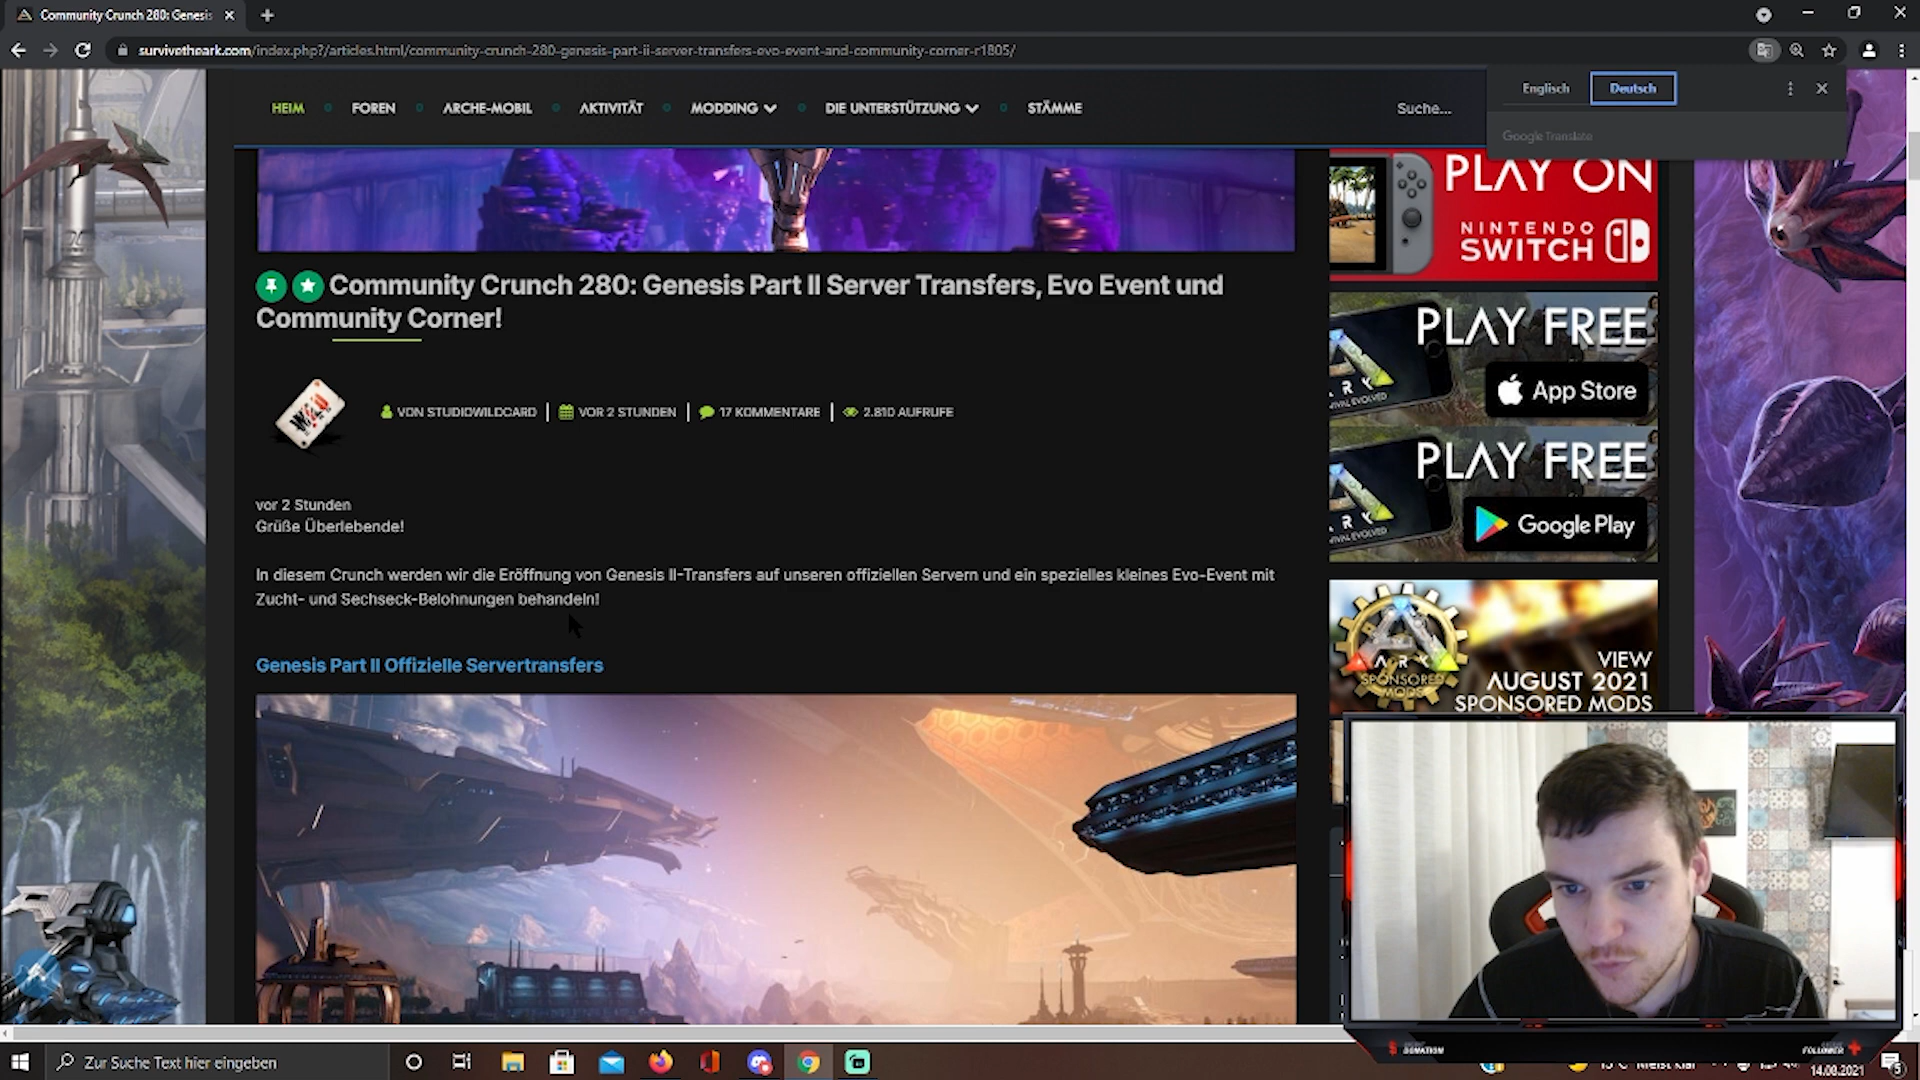 Community Crunch 280: Genesis
survivetheark.com/index.php?/articles.html/community-crunch-280-genesis-part-ii-server-transfers-evo-event-and-community-corner-r1805/
Englisch Deutsch
Google Translate
HEIM FOREN ARCHE-MOBIL AKTIVITÄT MODDING DIE UNTERSTÜTZUNG STÄMME Suche...
PLAY ON
NINTENDO
SWITCH
Community Crunch 280: Genesis Part II Server Transfers, Evo Event und
Community Corner!
PLAY FREE
App Store
VON STUDIOWILDCARD | VOR 2 STUNDEN | 17 KOMMENTARE | 2.810 AUFRUFE
PLAY FREE
Google Play
vor 2 Stunden
Grüße Überlebende!
In diesem Crunch werden wir die Eröffnung von Genesis II-Transfers auf unseren offiziellen Servern und ein spezielles kleines Evo-Event mit
Zucht- und Sechseck-Belohnungen behandeln!
Genesis Part II Offizielle Servertransfers
ARK
SPONSORED
MODS
VIEW
AUGUST 2021
SPONSORED MODS
DONATION
FOLLOWER
Zur Suche Text hier eingeben
14.08.2021
5